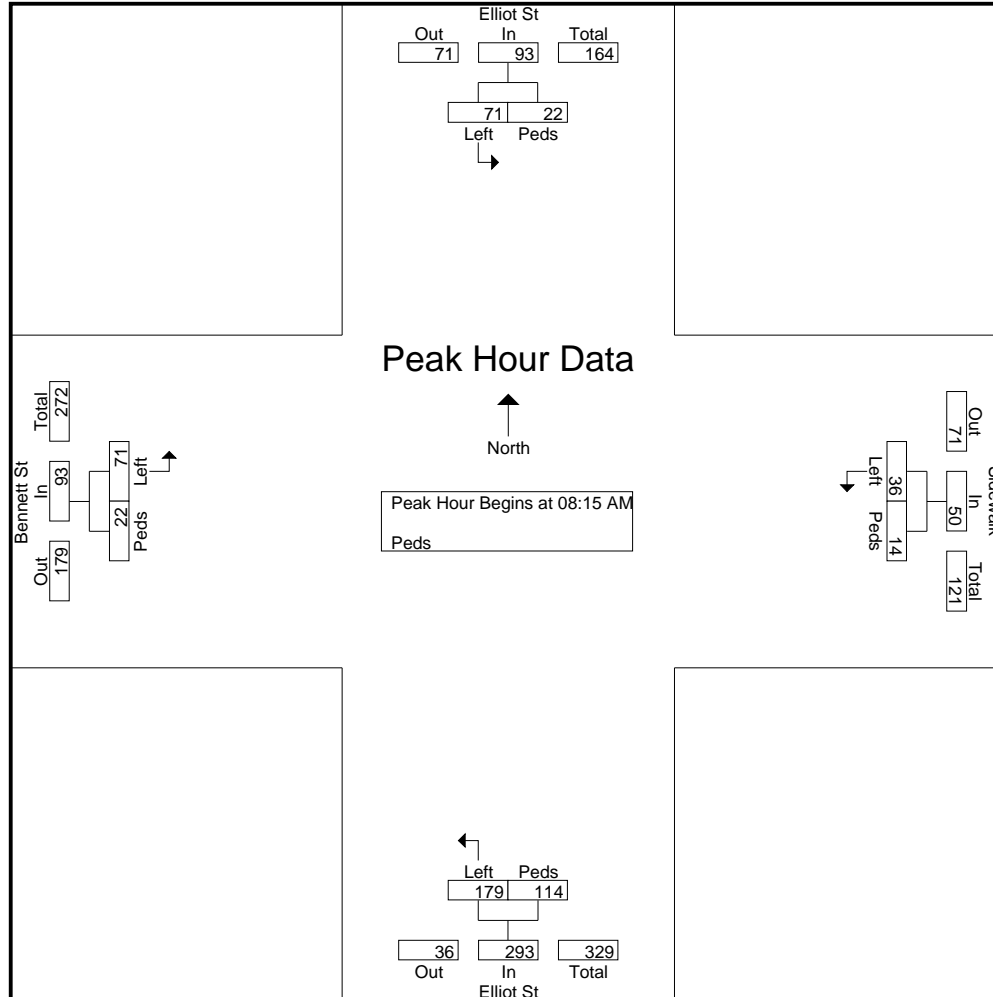 Elliot St
Out In Total
71 93 164
71 22
Left Peds
Peak Hour Data
North
Peak Hour Begins at 08:15 AM
Peds
Bennett St
Out In Total
179 93 272
22 71
Peds Left
Out In Total
71 50 121
36 14
Left Peds
Left Peds
179 114
36 293 329
Out In Total
Elliot St